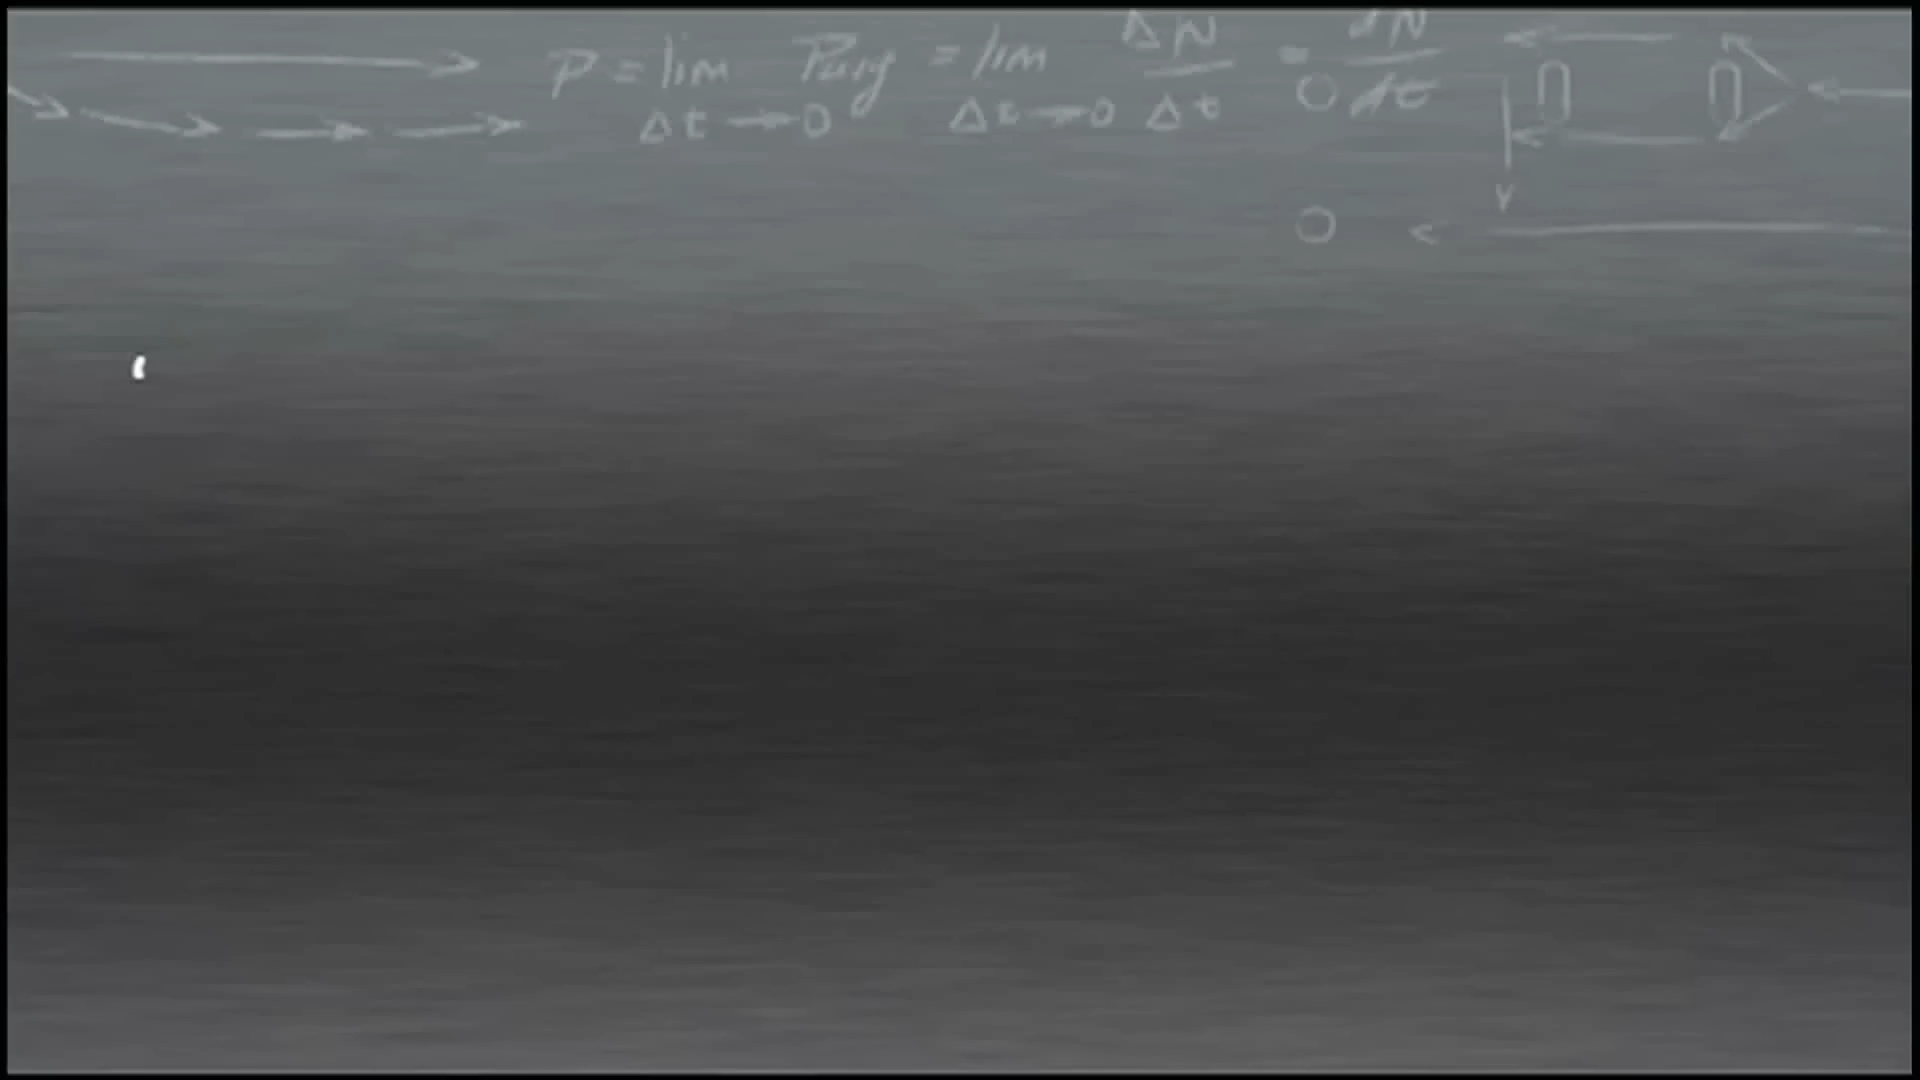 P = lim Pavg = lim ΔN = dN
Δt → 0 Δt → 0 Δt dt
Y